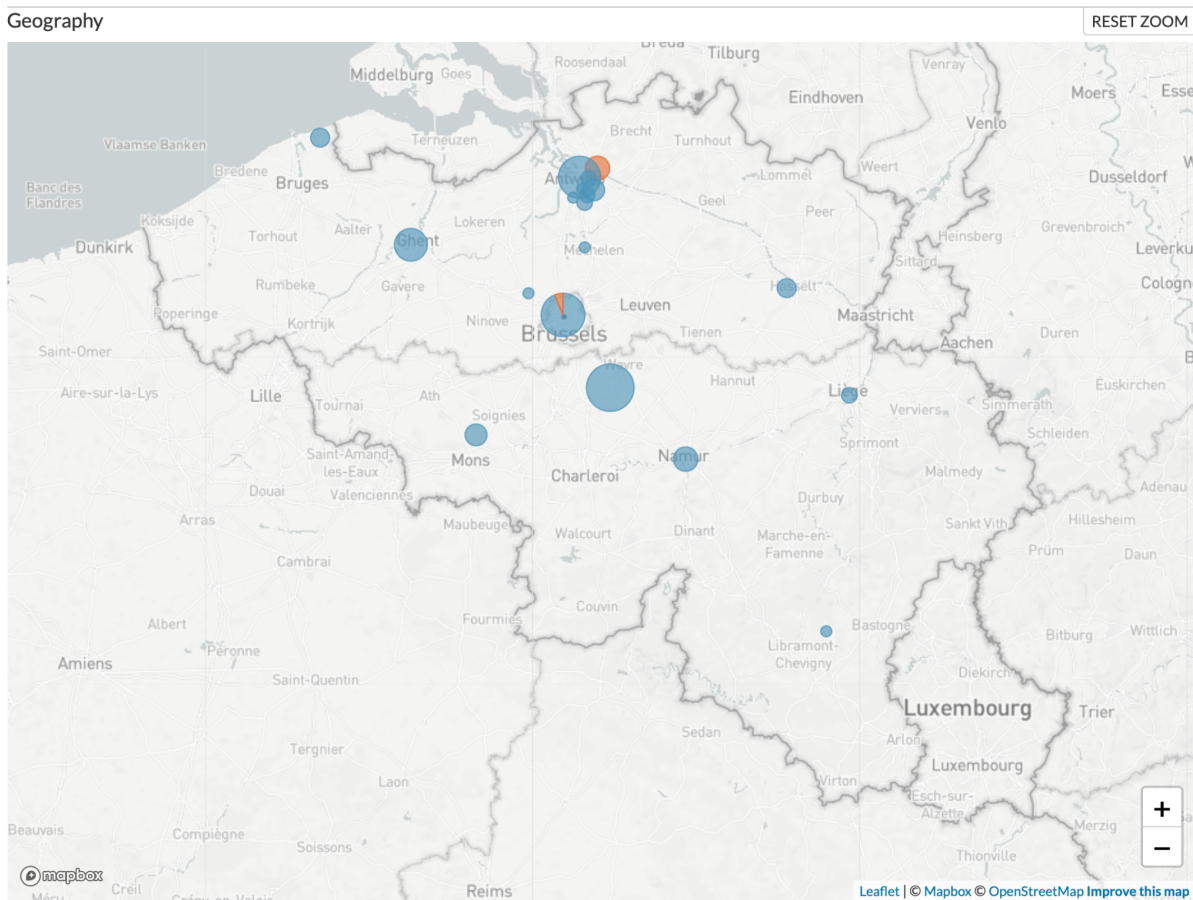 Geography
RESET ZOOM
Breda
Tilburg
Roosendaal
Venray
Middelburg
Goes
Moers
Eindhoven
Venlo
Brecht
Turnhout
Terneuzen
Vlaamse Banken
Bredene
Weert
Lommel
Dusseldorf
Bruges
Banc des
Flandres
Geel
Peer
Koksijde
Lokeren
Aalter
Torhout
Grevenbroich
Heinsberg
Dunkirk
Ghent
Mechelen
Sittard
Rumbeke
Gavere
Hasselt
Leuven
Poperinge
Kortrijk
Ninove
Maastricht
Brussels
Tienen
Duren
Aachen
Saint-Omer
Wavre
Hannut
Euskirchen
Aire-sur-la-Lys
Lille
Ath
Liège
Tournai
Simmerath
Verviers
Soignies
Schleiden
Sprimont
Saint-Amand-
les-Eaux
Mons
Namur
Charleroi
Malmedy
Adenau
Douai
Valenciennes
Durbuy
Arras
Maubeuge
Sankt Vith
Hillesheim
Walcourt
Dinant
Marche-en-
Famenne
Prüm
Daun
Cambrai
Couvin
Fourmies
Albert
Bastogne
Wittlich
Bitburg
Péronne
Libramont-
Chevigny
Amiens
Saint-Quentin
Diekirch
Luxembourg
Trier
Sedan
Arlon
Tergnier
Luxembourg
Laon
Virton
Esch-sur-
Alzette
+
Merzig
Beauvais
Compiègne
Soissons
−
Thionville
mapbox
Creil
Reims
Leaflet | © Mapbox © OpenStreetMap Improve this map